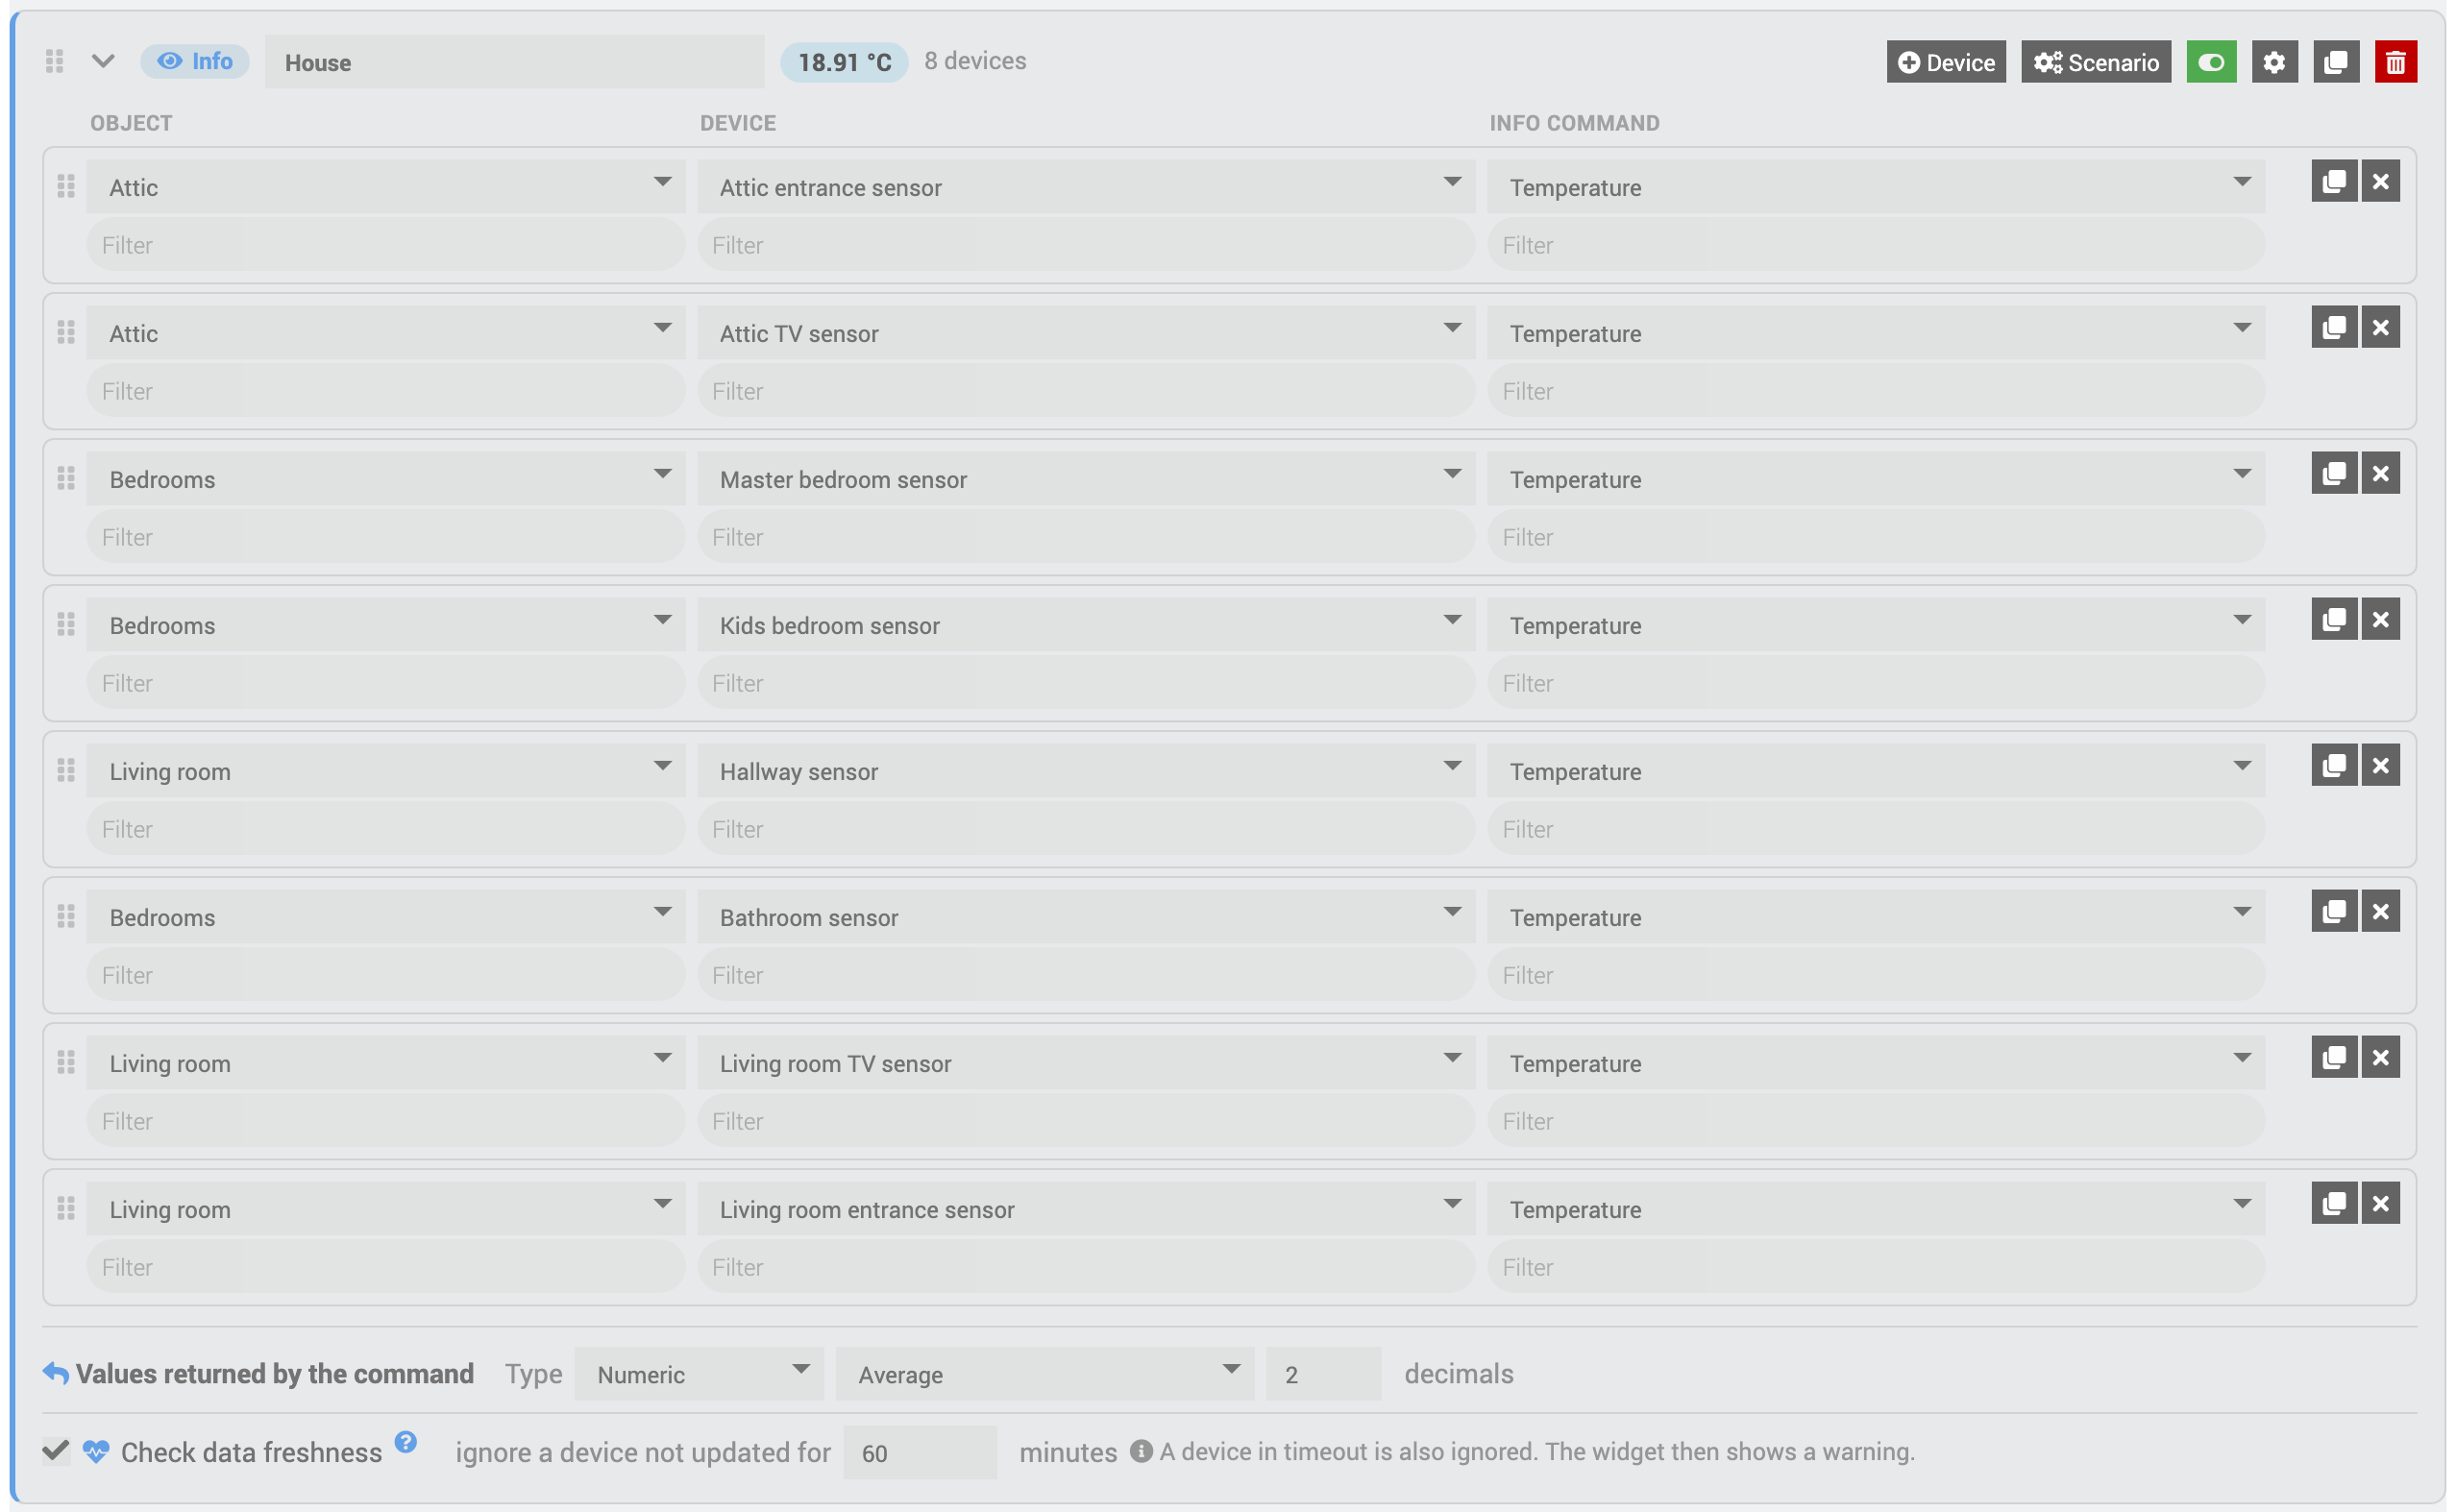 Info House 18.91 °C 8 devices Device Scenario
OBJECT DEVICE INFO COMMAND
Attic Attic entrance sensor Temperature
Filter Filter Filter
Attic Attic TV sensor Temperature
Filter Filter Filter
Bedrooms Master bedroom sensor Temperature
Filter Filter Filter
Bedrooms Kids bedroom sensor Temperature
Filter Filter Filter
Living room Hallway sensor Temperature
Filter Filter Filter
Bedrooms Bathroom sensor Temperature
Filter Filter Filter
Living room Living room TV sensor Temperature
Filter Filter Filter
Living room Living room entrance sensor Temperature
Filter Filter Filter
Values returned by the command Type Numeric Average 2 decimals
Check data freshness ? ignore a device not updated for 60 minutes A device in timeout is also ignored. The widget then shows a warning.